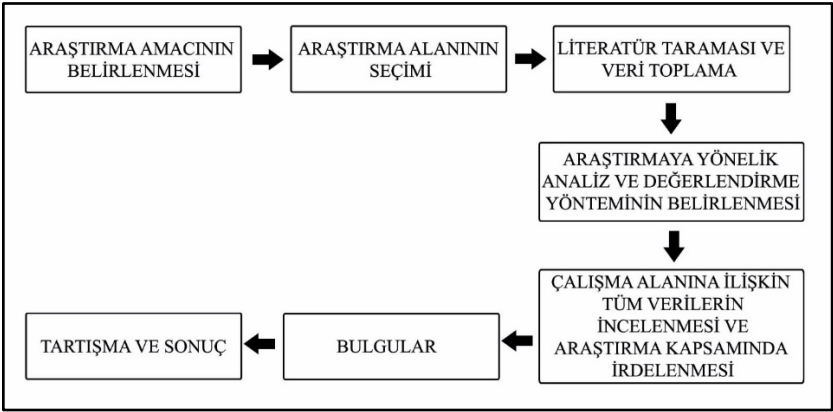 ARAŞTIRMA AMACININ
BELİRLENMESİ
ARAŞTIRMA ALANININ
SEÇİMİ
LİTERATÜR TARAMASI VE
VERİ TOPLAMA
ARAŞTIRMAYA YÖNELİK
ANALİZ VE DEĞERLENDİRME
YÖNTEMİNİN BELİRLENMESİ
ÇALIŞMA ALANINA İLİŞKİN
TÜM VERİLERİN
İNCELENMESİ VE
ARAŞTIRMA KAPSAMINDA
İRDELENMESİ
BULGULAR
TARTIŞMA VE SONUÇ